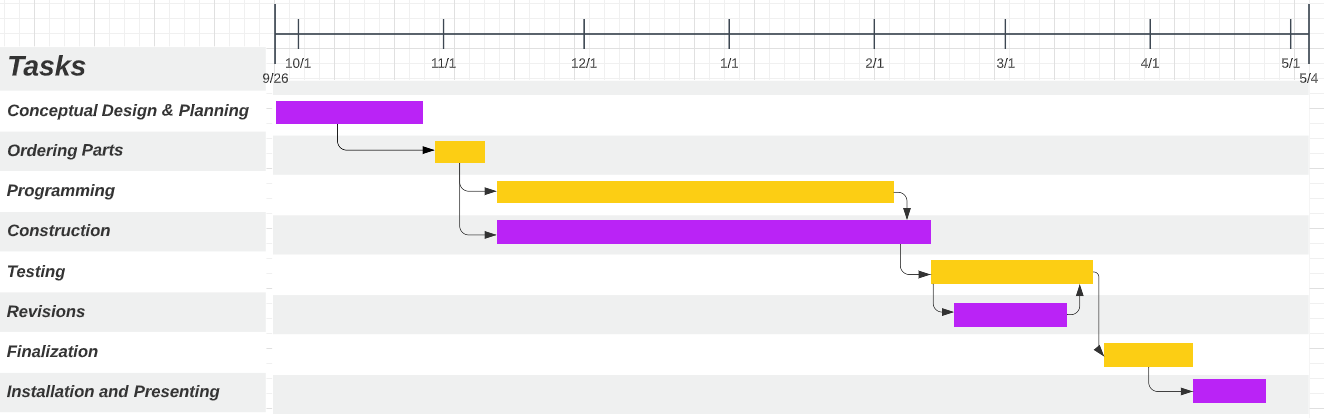 10/1 11/1 12/1 1/1 2/1 3/1 4/1 5/1
9/26 5/4
Tasks
Conceptual Design & Planning
Ordering Parts
Programming
Construction
Testing
Revisions
Finalization
Installation and Presenting